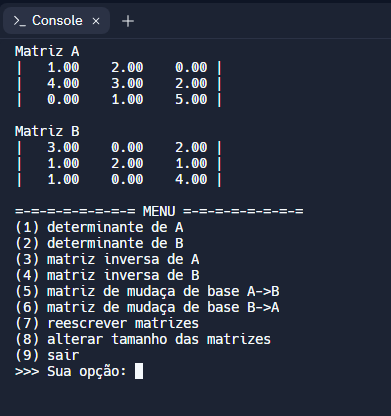 >_ Console × +
Matriz A
|   1.00    2.00    0.00 |
|   4.00    3.00    2.00 |
|   0.00    1.00    5.00 |
Matriz B
|   3.00    0.00    2.00 |
|   1.00    2.00    1.00 |
|   1.00    0.00    4.00 |
=-=-=-=-=-=-=-= MENU =-=-=-=-=-=-=-=
(1) determinante de A
(2) determinante de B
(3) matriz inversa de A
(4) matriz inversa de B
(5) matriz de mudaça de base A->B
(6) matriz de mudaça de base B->A
(7) reescrever matrizes
(8) alterar tamanho das matrizes
(9) sair
>>> Sua opção: